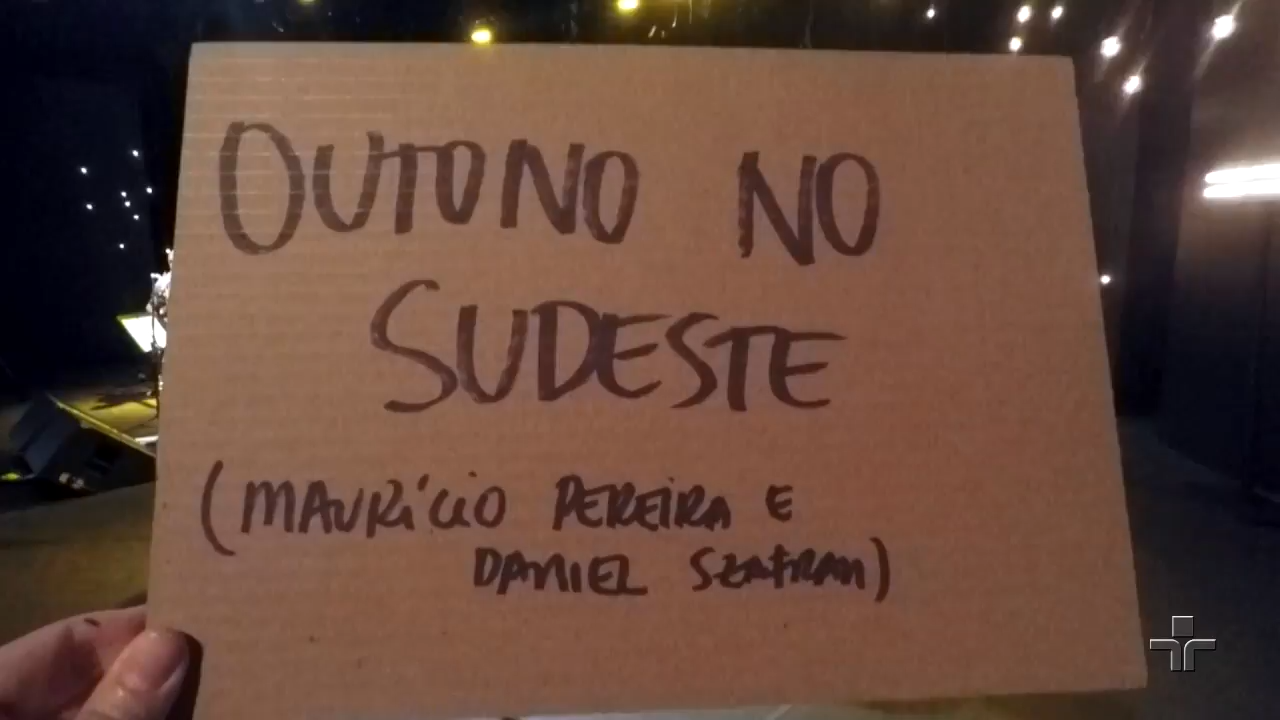 OUTONO NO
SUDESTE
(MAURÍCIO PEREIRA E
DANIEL SZAFRAN)